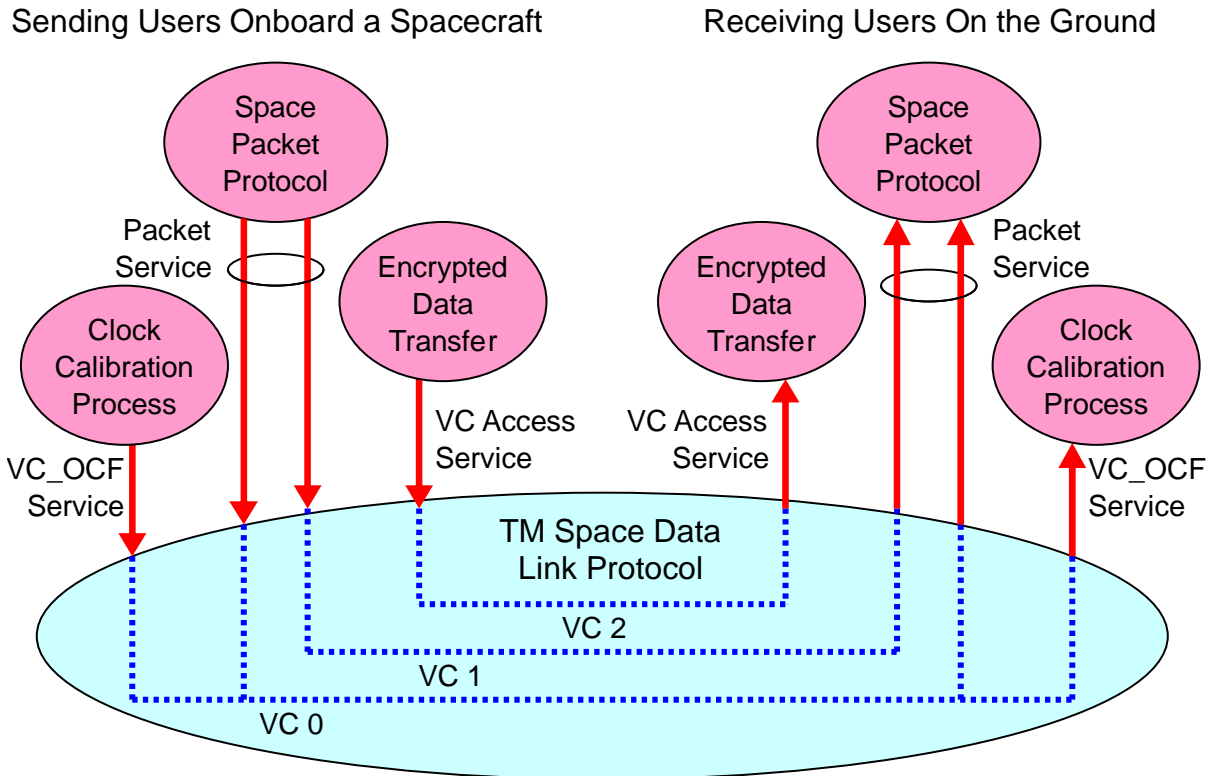 Sending Users Onboard a Spacecraft
Receiving Users On the Ground
Space
Packet
Protocol
Space
Packet
Protocol
Packet
Service
Encrypted
Data
Transfer
Encrypted
Data
Transfer
Packet
Service
Clock
Calibration
Process
Clock
Calibration
Process
VC_OCF
Service
VC Access
Service
VC Access
Service
VC_OCF
Service
TM Space Data
Link Protocol
VC 2
VC 1
VC 0